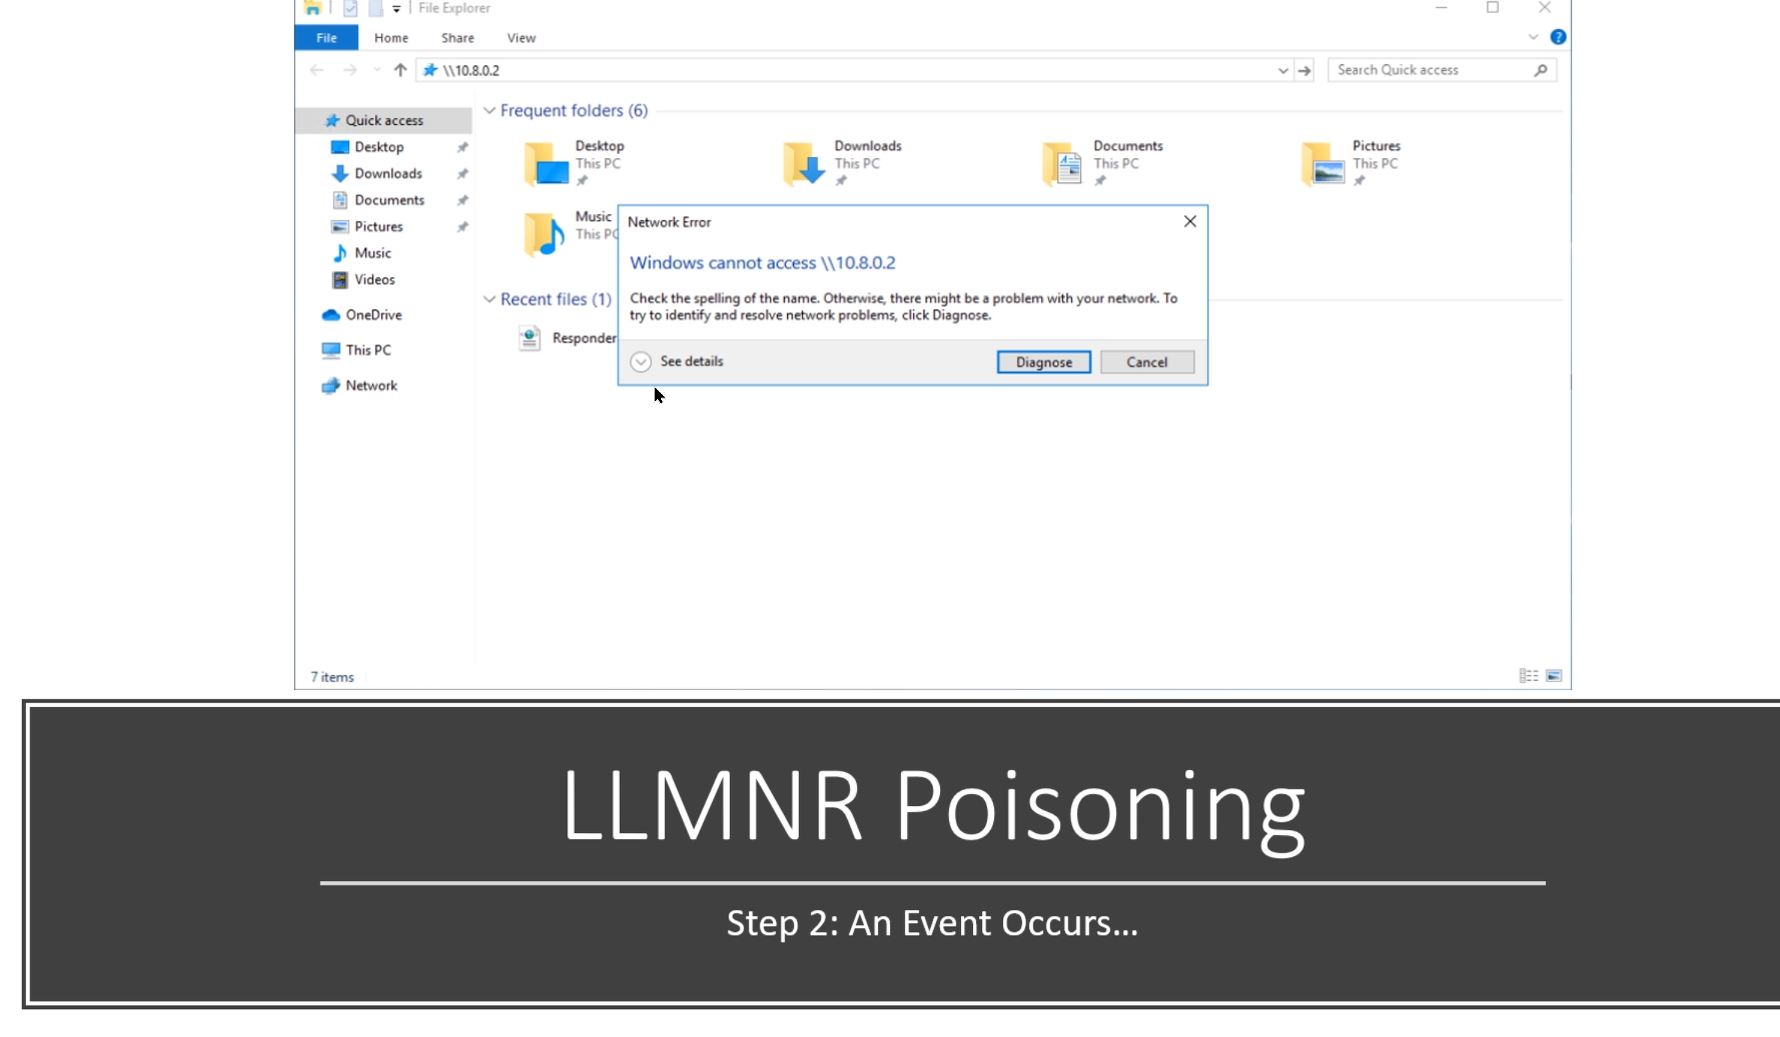 File Explorer
File Home Share View
\\10.8.0.2 Search Quick access
Quick access
Desktop
Downloads
Documents
Pictures
Music
Videos
OneDrive
This PC
Network
Frequent folders (6)
Desktop
This PC
Downloads
This PC
Documents
This PC
Pictures
This PC
Music
This PC
Recent files (1)
Responder
Network Error
Windows cannot access \\10.8.0.2
Check the spelling of the name. Otherwise, there might be a problem with your network. To
try to identify and resolve network problems, click Diagnose.
See details Diagnose Cancel
7 items
LLMNR Poisoning
Step 2: An Event Occurs...